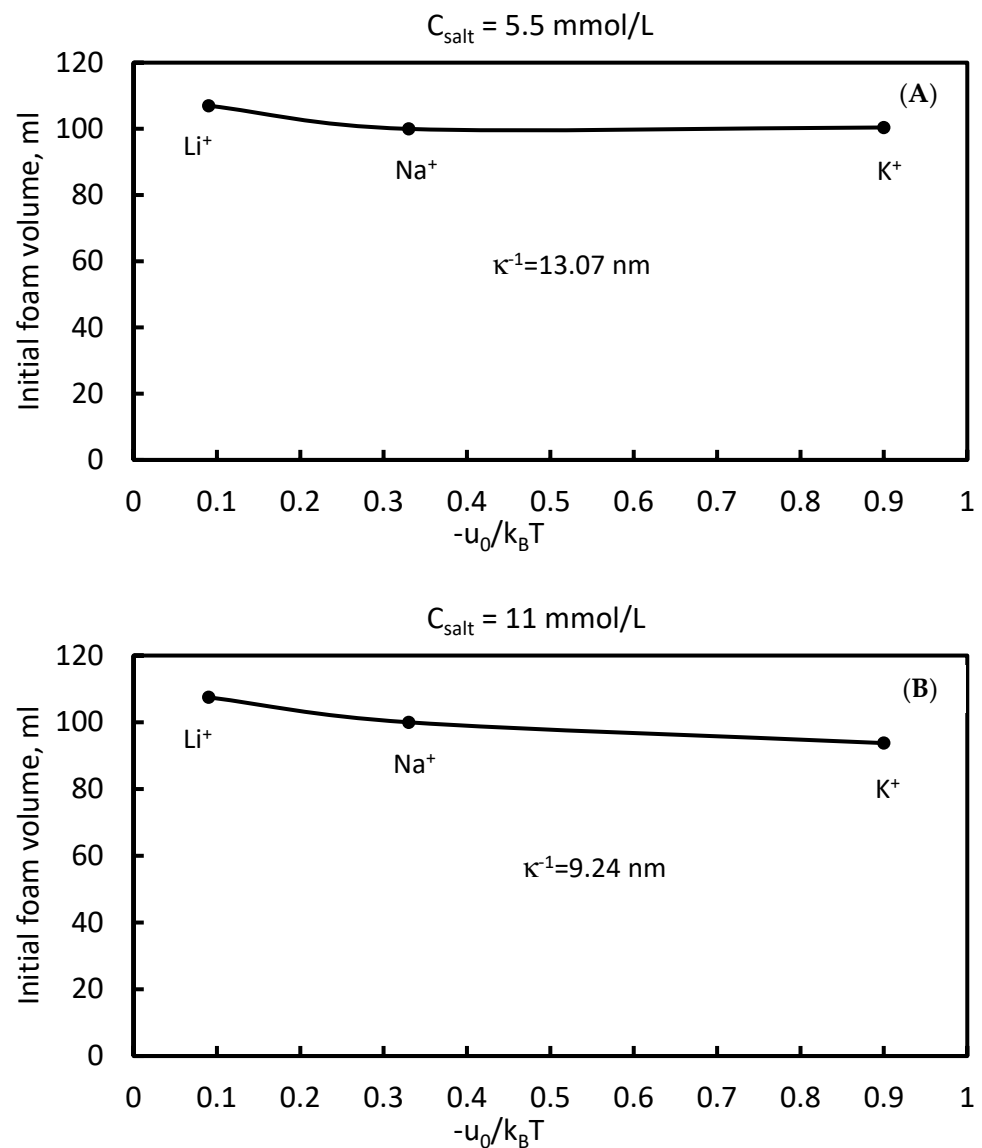 C_salt = 5.5 mmol/L
(A)
Initial foam volume, ml
120
100
80
60
40
20
0
Li⁺
Na⁺
K⁺
κ⁻¹=13.07 nm
0 0.1 0.2 0.3 0.4 0.5 0.6 0.7 0.8 0.9 1
-u₀/k_BT
C_salt = 11 mmol/L
(B)
Initial foam volume, ml
120
100
80
60
40
20
0
Li⁺
Na⁺
K⁺
κ⁻¹=9.24 nm
0 0.1 0.2 0.3 0.4 0.5 0.6 0.7 0.8 0.9 1
-u₀/k_BT